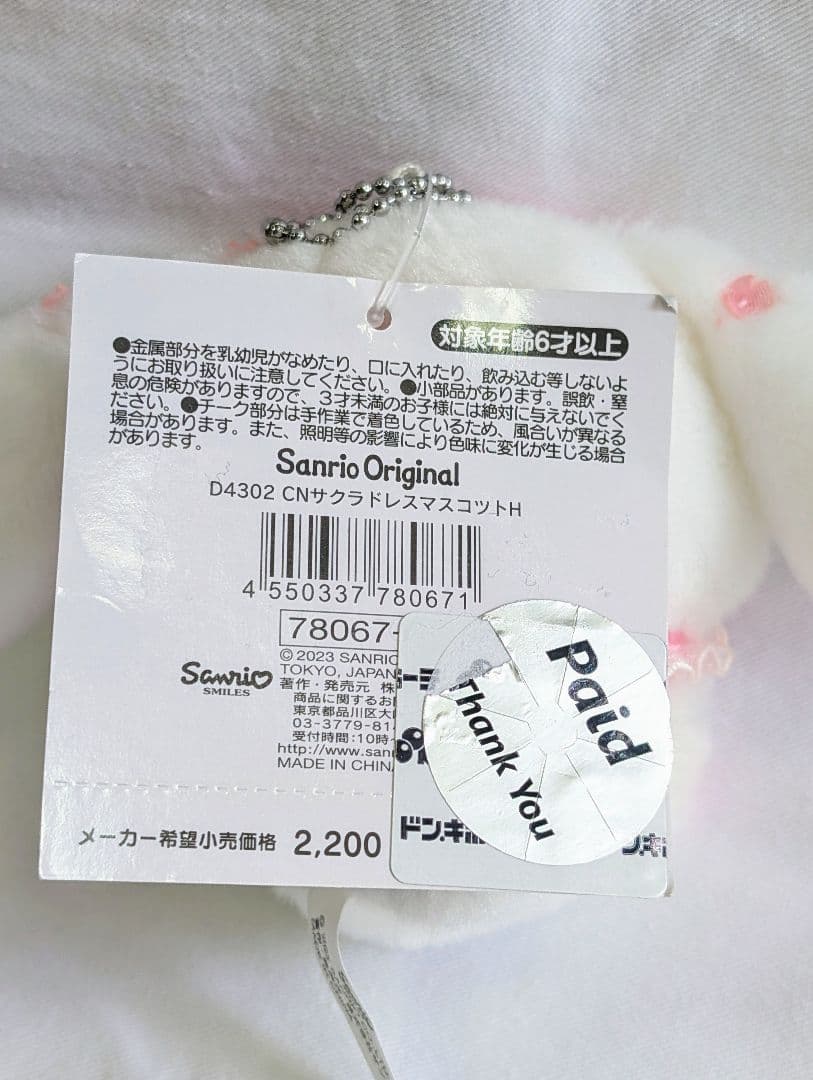 対象年齢6才以上
●金属部分を乳幼児がなめたり、口に入れたり、飲み込む等しないよ
うにお取り扱いに注意してください。●小部品があります。誤飲・窒
息の危険がありますので、3才未満のお子様には絶対に与えないでく
ださい。●チーク部分は手作業で着色しているため、風合いが異なる
場合があります。また、照明等の影響により色味に変化が生じる場合
があります。
Sanrio Original
D4302 CNサクラドレスマスコットH
4 550337 780671
78067-
© 2023 SANRIO
TOKYO, JAPAN
著作・発売元 株
商品に関するお
東京都品川区大
03-3779-81
受付時間:10時
http://www.san
MADE IN CHINA
Sanrio
SMILES
Paid
Thank You
ドン.キ
メーカー希望小売価格 2,200